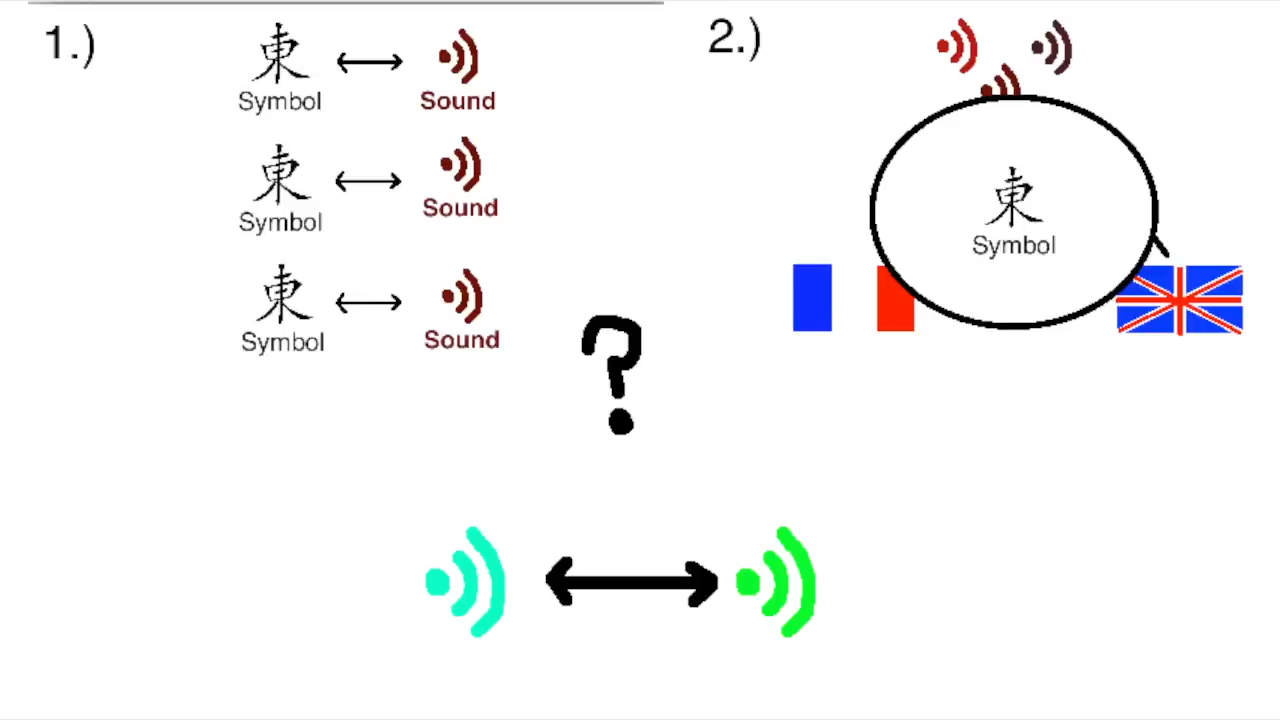 1.)
東
Symbol
Sound
東
Symbol
Sound
東
Symbol
Sound
2.)
東
Symbol
?